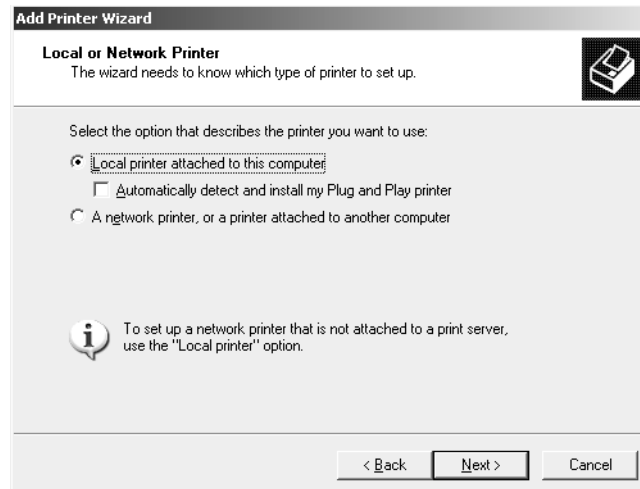 Add Printer Wizard
Local or Network Printer
The wizard needs to know which type of printer to set up.
Select the option that describes the printer you want to use:
Local printer attached to this computer
Automatically detect and install my Plug and Play printer
A network printer, or a printer attached to another computer
To set up a network printer that is not attached to a print server,
use the "Local printer" option.
< Back Next > Cancel